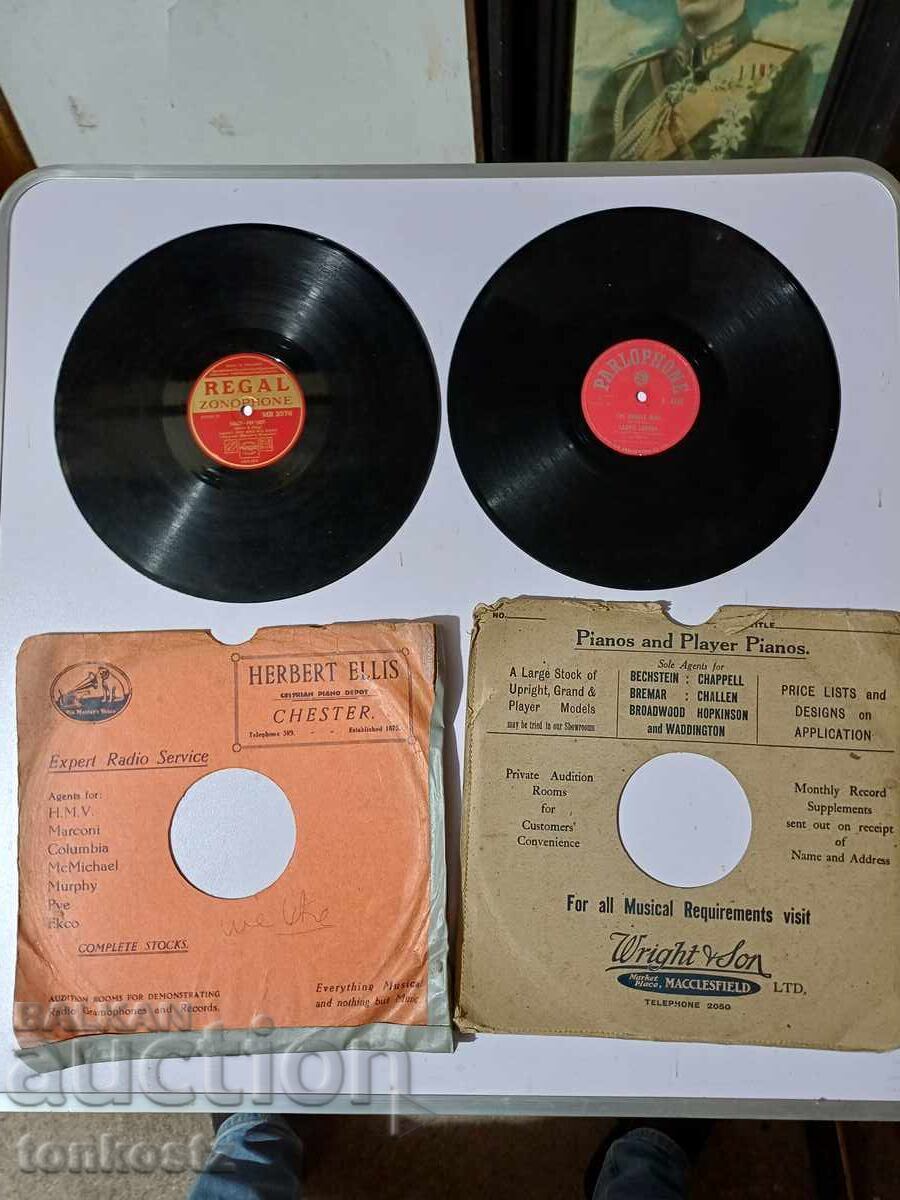 REGAL
ZONOPHONE
PARLOPHONE
HERBERT ELLIS
CESTRIAN PIANO DEPOT
CHESTER.
Telephone 389. - - Established 1875
His Master's Voice
Expert Radio Service
Agents for:
H.M.V.
Marconi
Columbia
McMichael
Murphy
Pye
Ekco
COMPLETE STOCKS.
AUDITION ROOMS FOR DEMONSTRATING
Radio Gramophones and Records.
Everything Musical
and nothing but Music
NO. TITLE
Pianos and Player Pianos.
A Large Stock of
Upright, Grand &
Player Models
may be tried in our Showrooms
Sole Agents for
BECHSTEIN : CHAPPELL
BREMAR : CHALLEN
BROADWOOD HOPKINSON
and WADDINGTON
PRICE LISTS and
DESIGNS on
APPLICATION
Private Audition
Rooms
for
Customers'
Convenience
Monthly Record
Supplements
sent out on receipt
of
Name and Address
For all Musical Requirements visit
Wright & Son
Market Place, MACCLESFIELD LTD,
TELEPHONE 2050
BALKAN
auction
tonkost2